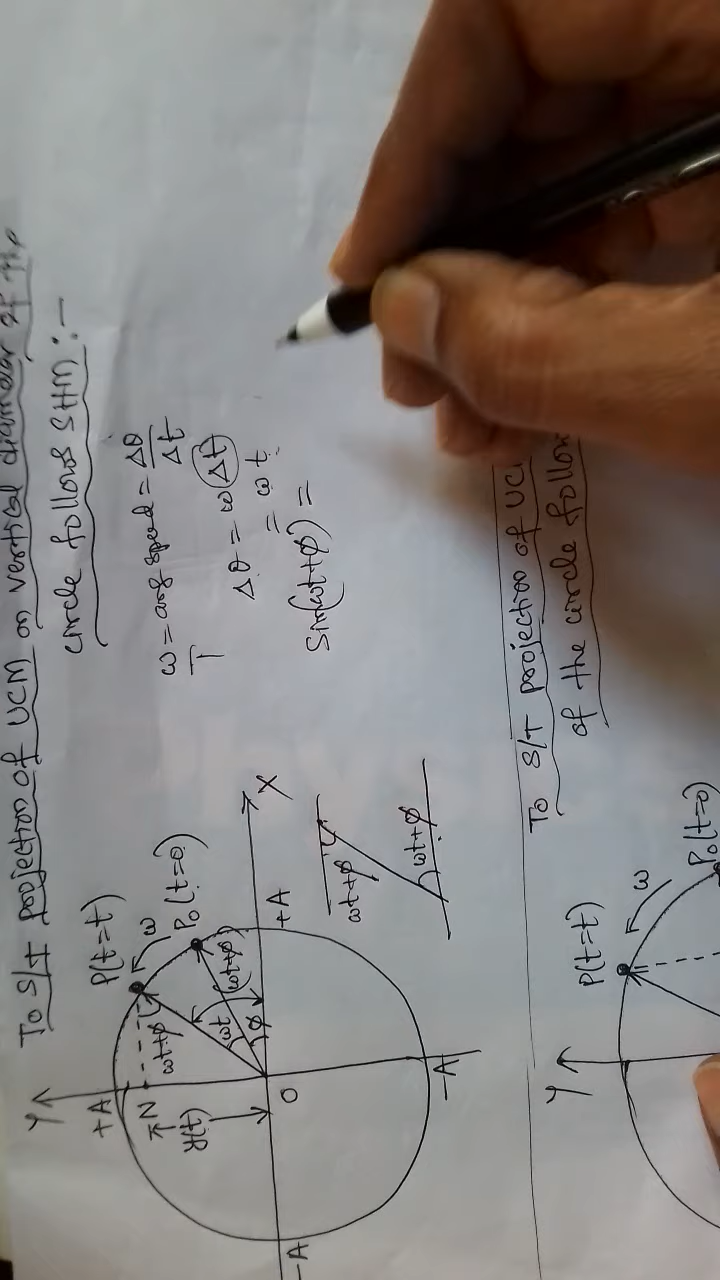 To S/T projection of UCM on vertical diameter of the
circle follows SHM :-
ω = ang speed = Δθ/Δt
T
Δθ = ω Δt
= ωt
Sin(ωt+φ) =
Y
+A
N
y(t)
P(t=t)
ω
P₀(t=0)
ωt+φ
ωt
(ωt+φ)
φ
O
+A
X
-A
-A
ωt+φ
ωt+φ
To S/T projection of UC
of the circle follow
Y
P(t=t)
ω
P₀(t=0)